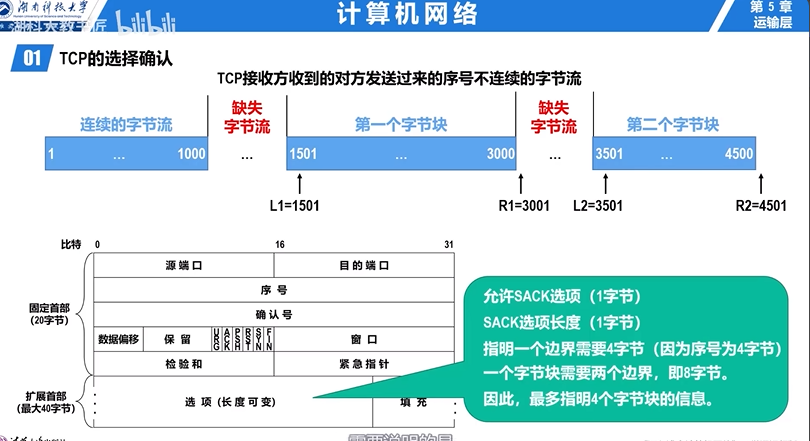 湖南科技大学
Hunan University of Science and Technology
湖科大教书匠 bilibili
计算机网络
第 5 章
运输层
01 TCP的选择确认
TCP接收方收到的对方发送过来的序号不连续的字节流
连续的字节流
缺失
字节流
第一个字节块
缺失
字节流
第二个字节块
1 … 1000 … 1501 … 3000 … 3501 … 4500
L1=1501 R1=3001 L2=3501 R2=4501
比特 0 16 31
源端口 目的端口
序号
确认号
固定首部
(20字节)
数据偏移 保留 URG ACK PSH RST SYN FIN 窗口
检验和 紧急指针
扩展首部
(最大40字节)
选项 (长度可变) 填充
允许SACK选项（1字节）
SACK选项长度（1字节）
指明一个边界需要4字节（因为序号为4字节）
一个字节块需要两个边界，即8字节。
因此，最多指明4个字节块的信息。
需要说明的是